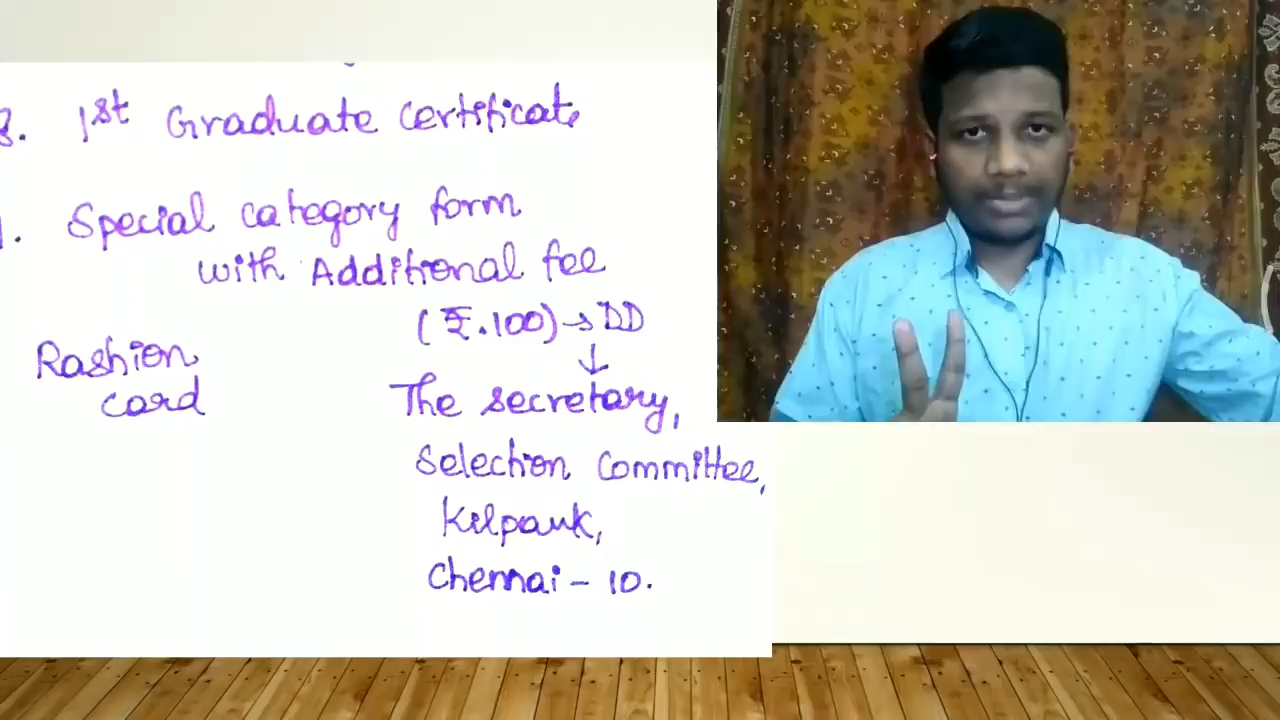 8. 1st Graduate certificate
. Special category form
with Additional fee
(₹.100) → DD
↓
Rashion
card
The secretary,
Selection Committee,
Kilpauk,
Chennai - 10.